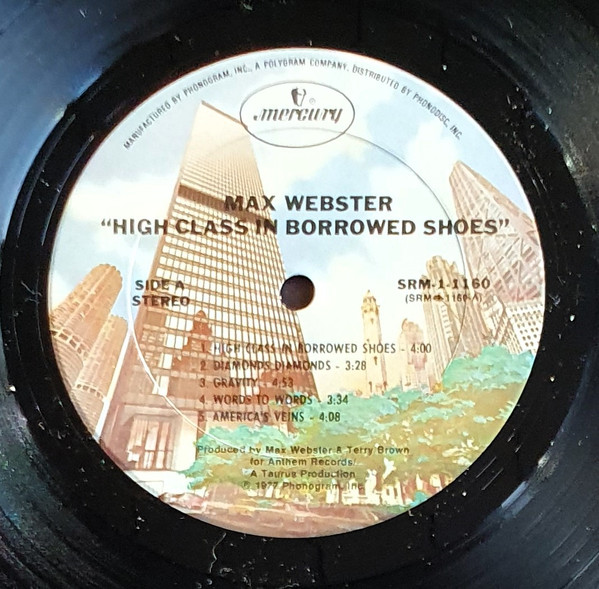 MANUFACTURED BY PHONOGRAM, INC., A POLYGRAM COMPANY, DISTRIBUTED BY PHONODISC, INC.
mercury®
MAX WEBSTER
"HIGH CLASS IN BORROWED SHOES"
SIDE A
STEREO
SRM-1-1160
(SRM-1-1160-A)
1. HIGH CLASS IN BORROWED SHOES - 4:00
2. DIAMONDS DIAMONDS - 3:28
3. GRAVITY - 4:53
4. WORDS TO WORDS - 3:34
5. AMERICA'S VEINS - 4:08
Produced by Max Webster & Terry Brown
for Anthem Records
A Taurus Production
℗ 1977 Phonogram, Inc.